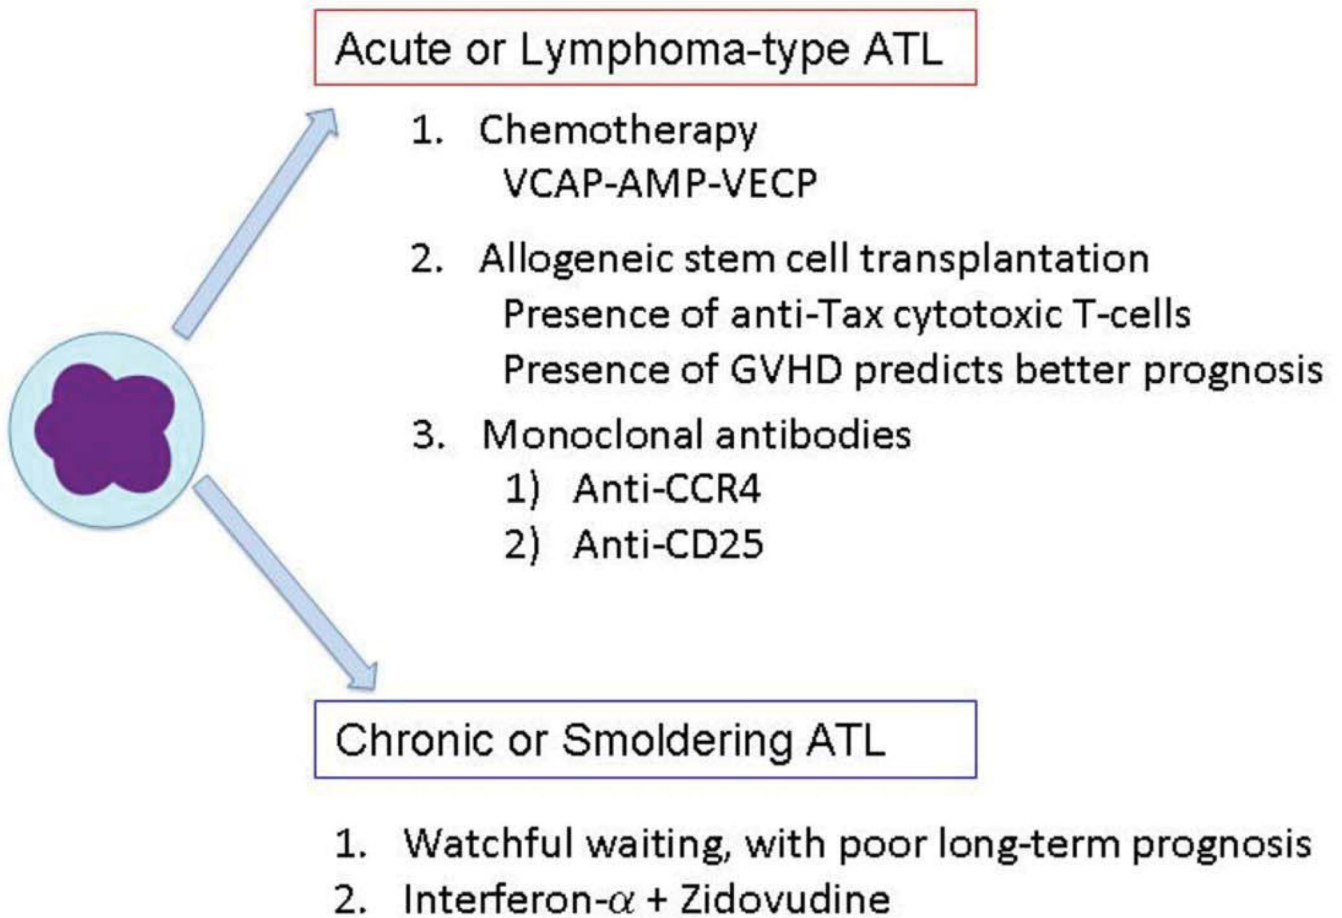 Acute or Lymphoma-type ATL
1. Chemotherapy
VCAP-AMP-VECP
2. Allogeneic stem cell transplantation
Presence of anti-Tax cytotoxic T-cells
Presence of GVHD predicts better prognosis
3. Monoclonal antibodies
1) Anti-CCR4
2) Anti-CD25
Chronic or Smoldering ATL
1. Watchful waiting, with poor long-term prognosis
2. Interferon-α + Zidovudine